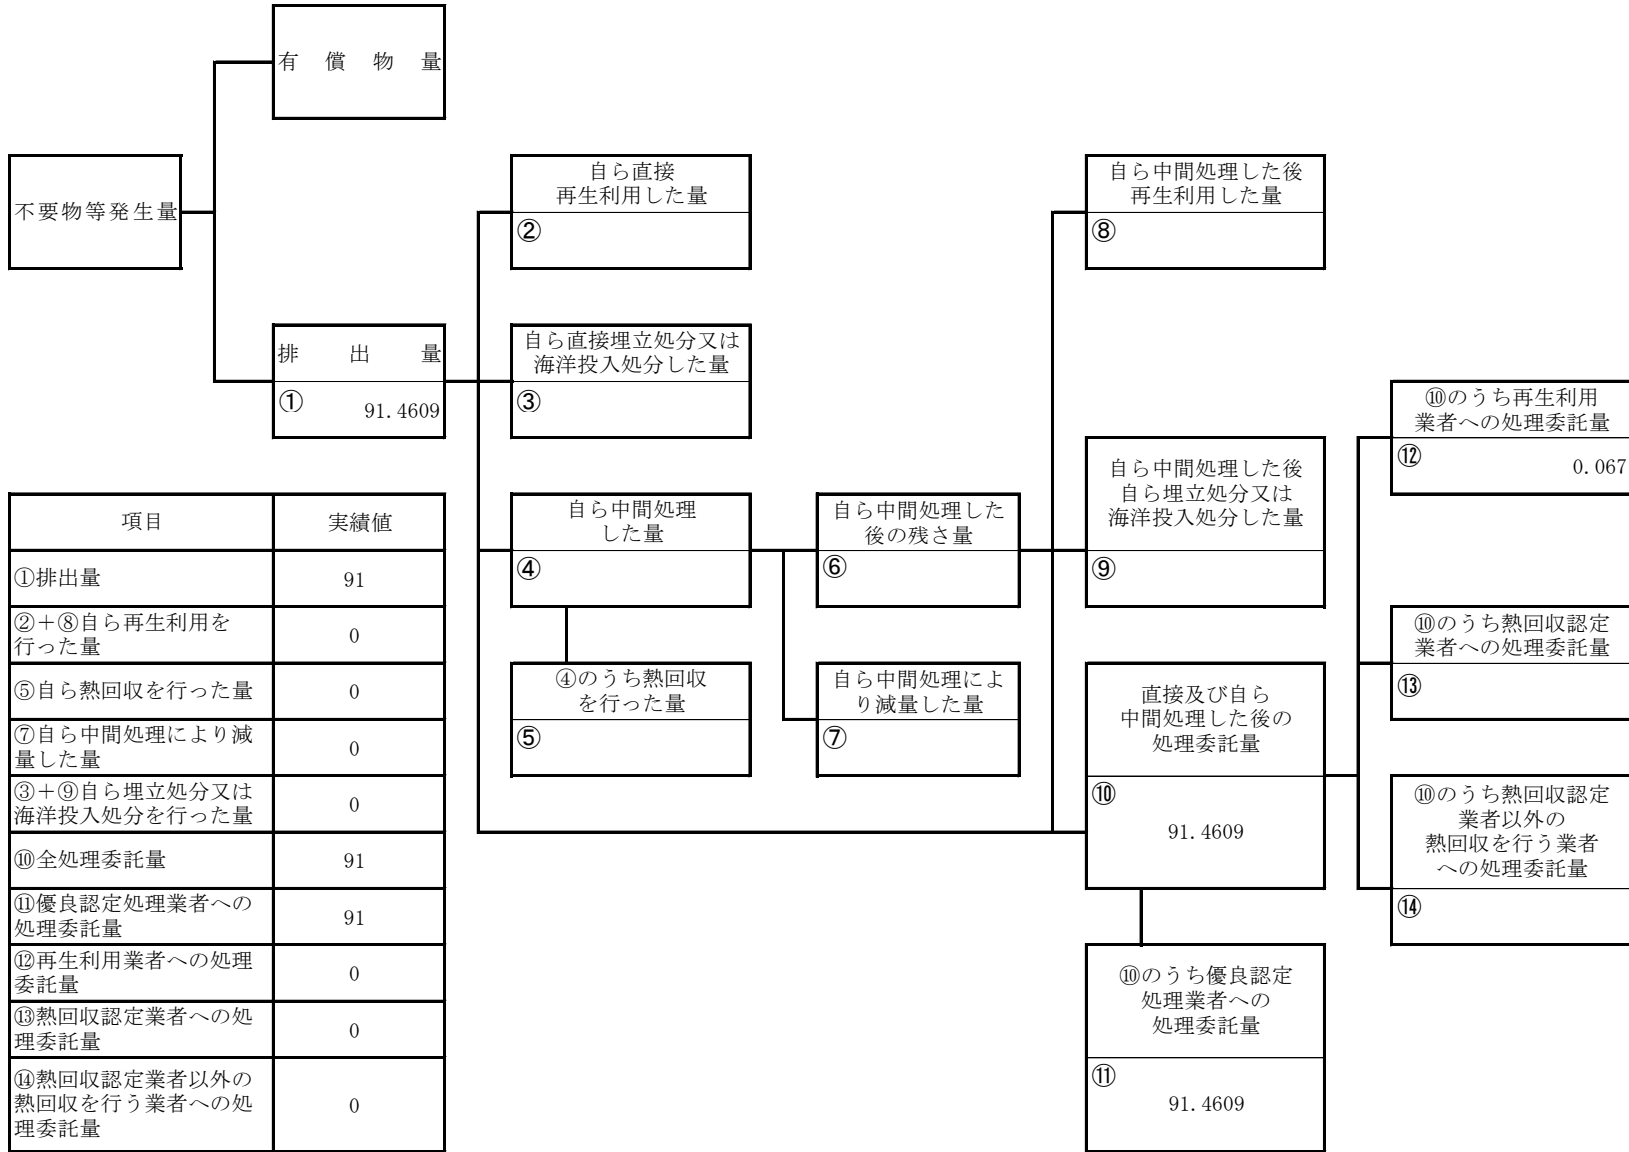 有償物量
不要物等発生量
自ら直接
再生利用した量
②
自ら中間処理した後
再生利用した量
⑧
排出量
①
91.4609
自ら直接埋立処分又は
海洋投入処分した量
③
⑩のうち再生利用
業者への処理委託量
⑫
0.067
自ら中間処理した後
自ら埋立処分又は
海洋投入処分した量
⑨
自ら中間処理
した量
④
自ら中間処理した
後の残さ量
⑥
④のうち熱回収
を行った量
⑤
自ら中間処理によ
り減量した量
⑦
⑩のうち熱回収認定
業者への処理委託量
⑬
直接及び自ら
中間処理した後の
処理委託量
⑩
91.4609
⑩のうち熱回収認定
業者以外の
熱回収を行う業者
への処理委託量
⑭
⑩のうち優良認定
処理業者への
処理委託量
⑪
91.4609
項目 実績値
①排出量 91
②＋⑧自ら再生利用を
行った量 0
⑤自ら熱回収を行った量 0
⑦自ら中間処理により減
量した量 0
③＋⑨自ら埋立処分又は
海洋投入処分を行った量 0
⑩全処理委託量 91
⑪優良認定処理業者への
処理委託量 91
⑫再生利用業者への処理
委託量 0
⑬熱回収認定業者への処
理委託量 0
⑭熱回収認定業者以外の
熱回収を行う業者への処 0
理委託量